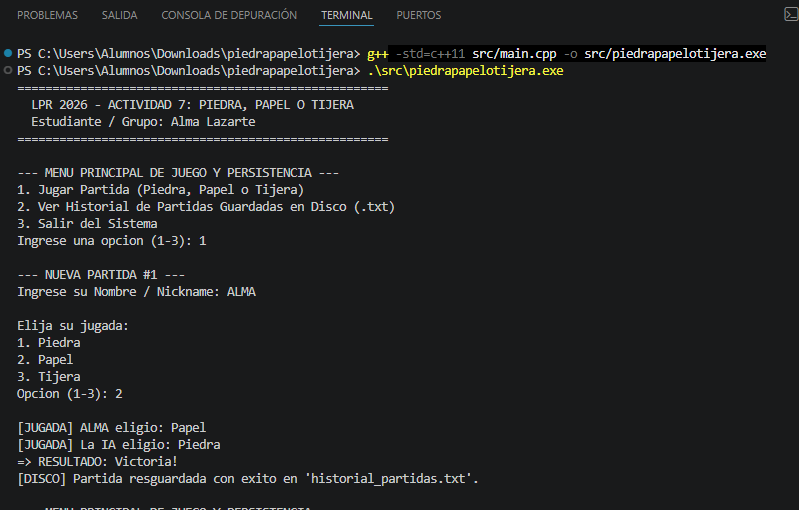 PROBLEMAS SALIDA CONSOLA DE DEPURACIÓN TERMINAL PUERTOS
PS C:\Users\Alumnos\Downloads\piedrapapelotijera> g++ -std=c++11 src/main.cpp -o src/piedrapapelotijera.exe
PS C:\Users\Alumnos\Downloads\piedrapapelotijera> .\src\piedrapapelotijera.exe
=====================================================
LPR 2026 - ACTIVIDAD 7: PIEDRA, PAPEL O TIJERA
Estudiante / Grupo: Alma Lazarte
=====================================================
--- MENU PRINCIPAL DE JUEGO Y PERSISTENCIA ---
1. Jugar Partida (Piedra, Papel o Tijera)
2. Ver Historial de Partidas Guardadas en Disco (.txt)
3. Salir del Sistema
Ingrese una opcion (1-3): 1
--- NUEVA PARTIDA #1 ---
Ingrese su Nombre / Nickname: ALMA
Elija su jugada:
1. Piedra
2. Papel
3. Tijera
Opcion (1-3): 2
[JUGADA] ALMA eligio: Papel
[JUGADA] La IA eligio: Piedra
=> RESULTADO: Victoria!
[DISCO] Partida resguardada con exito en 'historial_partidas.txt'.
--- MENU PRINCIPAL DE JUEGO Y PERSISTENCIA ---